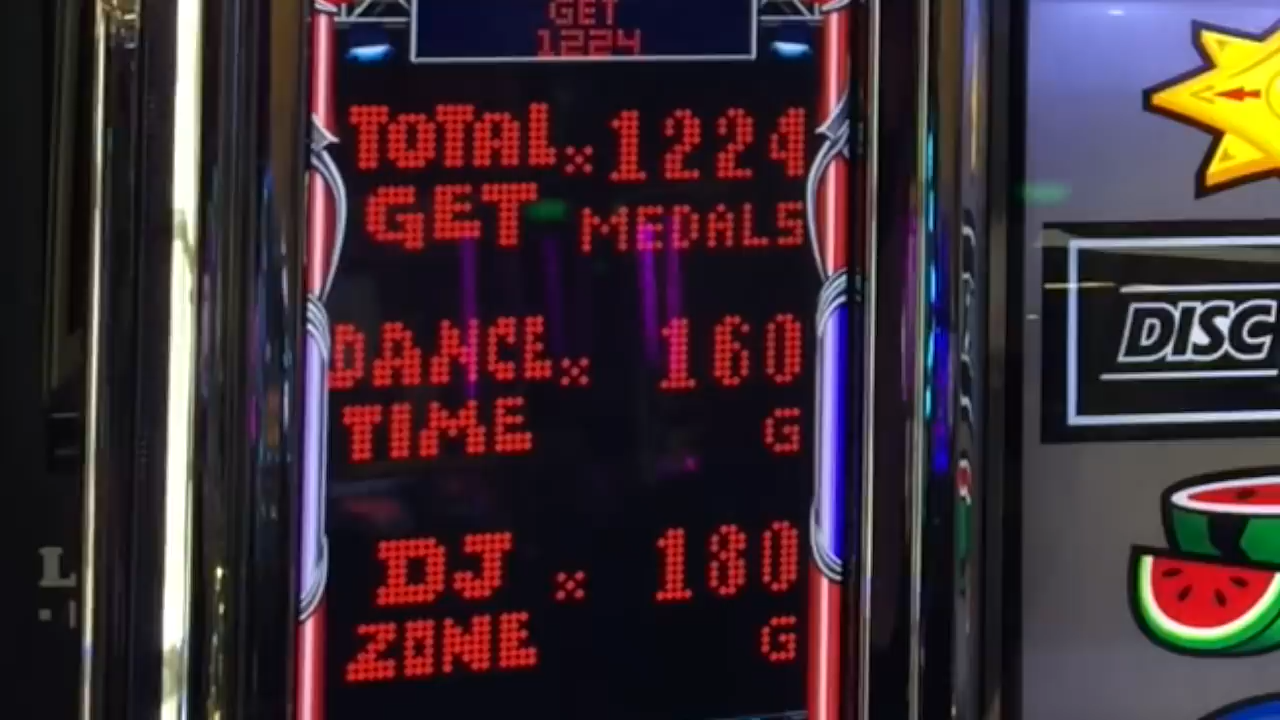 GET
1224
TOTAL × 1224
GET MEDALS
DANCE × 160
TIME G
DJ × 180
ZONE G
DISC
L